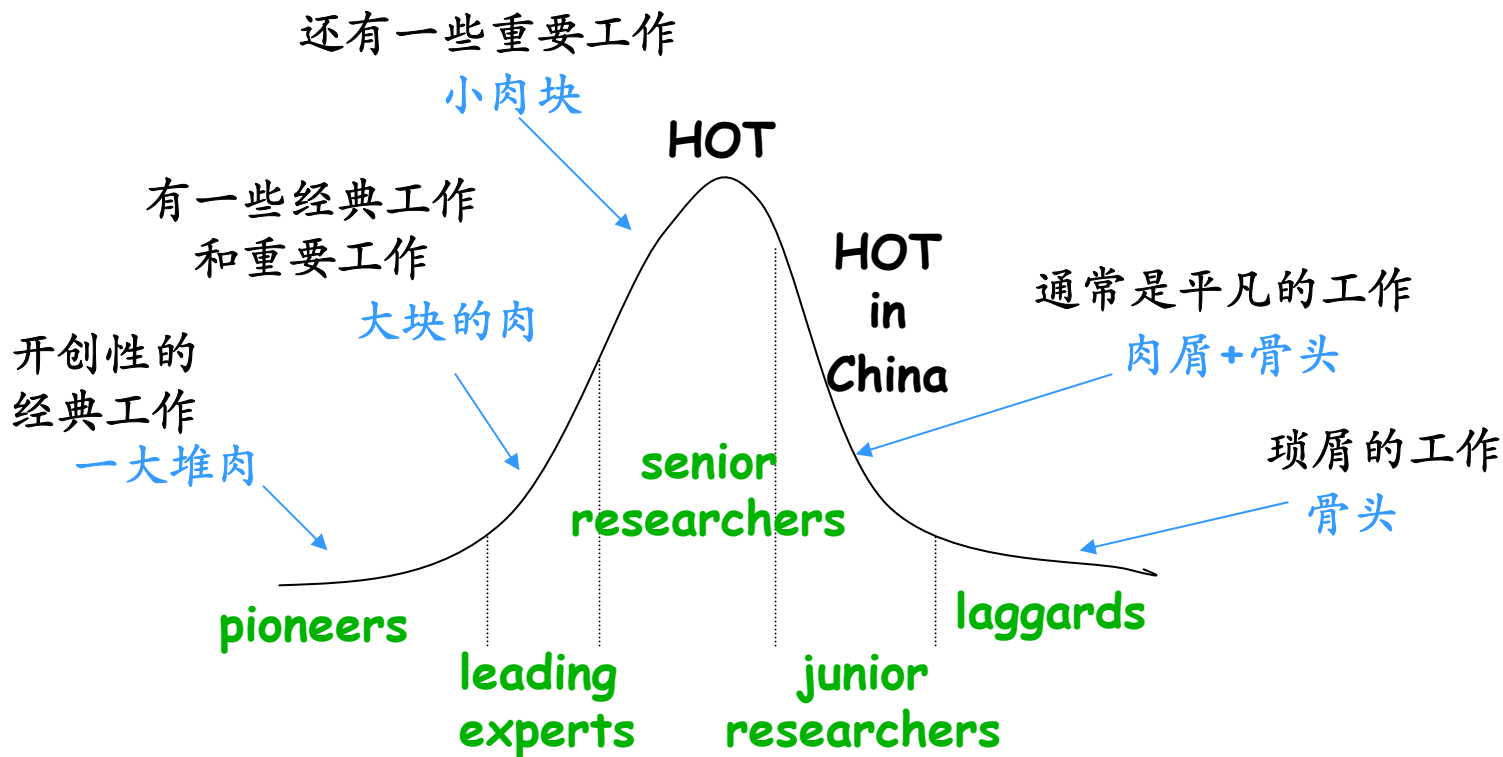 还有一些重要工作
小肉块
HOT
有一些经典工作
和重要工作
大块的肉
HOT
in
China
通常是平凡的工作
肉屑+骨头
开创性的
经典工作
一大堆肉
琐屑的工作
骨头
senior
researchers
pioneers
laggards
leading
experts
junior
researchers